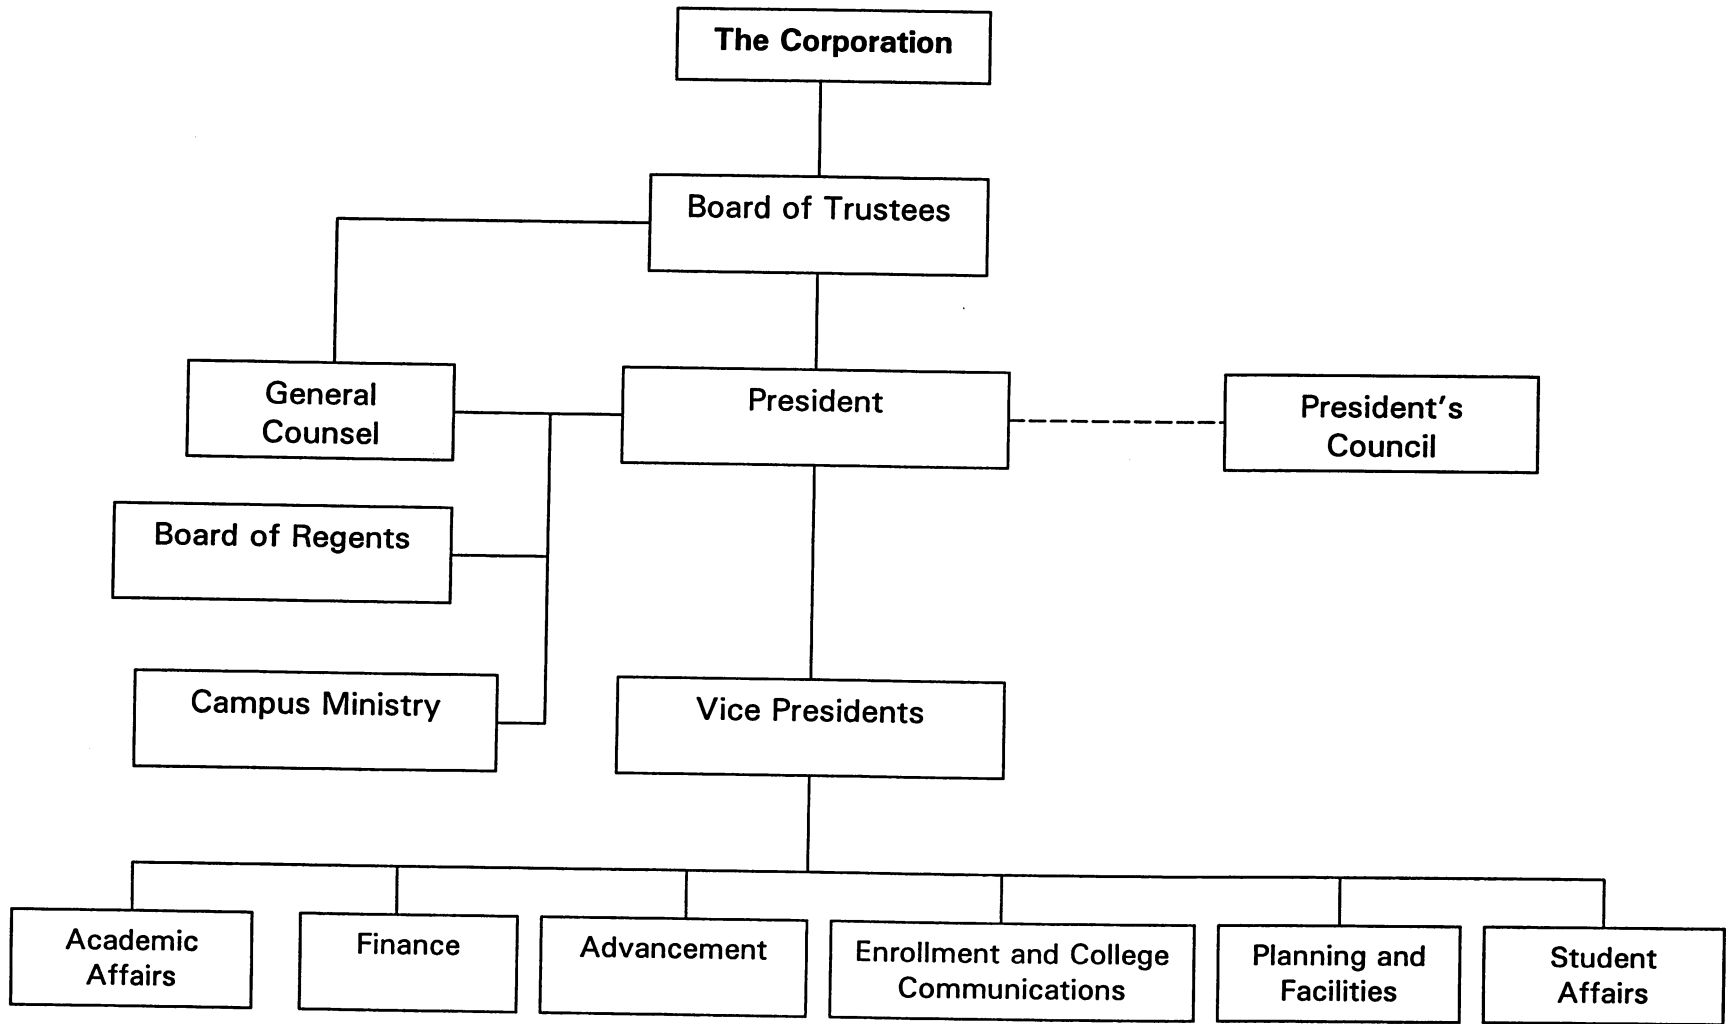 The Corporation
Board of Trustees
General
Counsel
President
President's
Council
Board of Regents
Campus Ministry
Vice Presidents
Academic
Affairs
Finance
Advancement
Enrollment and College
Communications
Planning and
Facilities
Student
Affairs